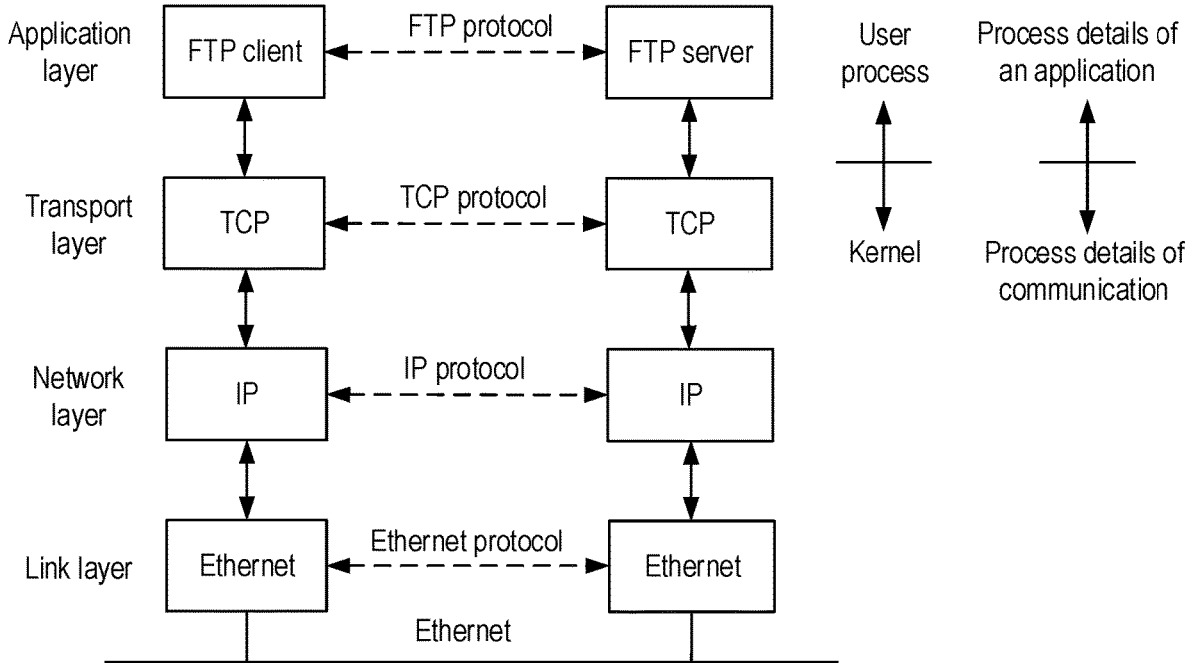 Application
layer
FTP client
FTP protocol
FTP server
User
process
Process details of
an application
Transport
layer
TCP
TCP protocol
TCP
Kernel
Process details of
communication
Network
layer
IP
IP protocol
IP
Link layer
Ethernet
Ethernet protocol
Ethernet
Ethernet